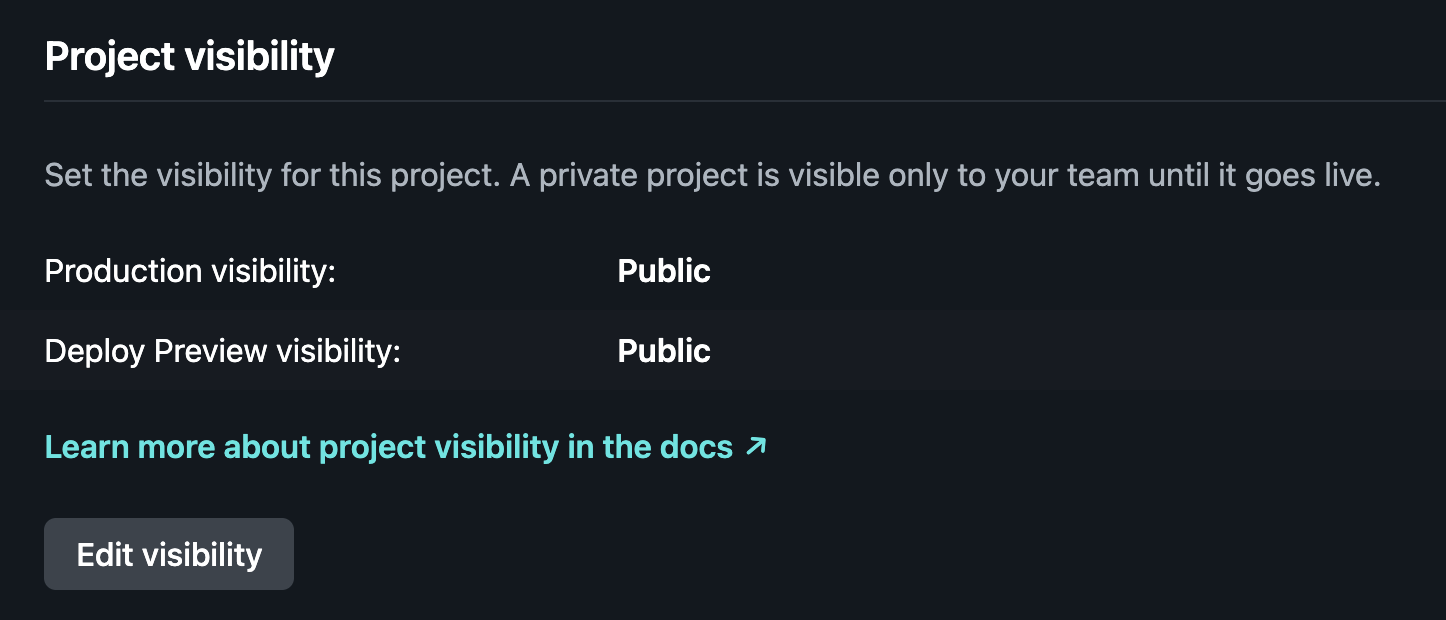 Project visibility
Set the visibility for this project. A private project is visible only to your team until it goes live.
Production visibility: Public
Deploy Preview visibility: Public
Learn more about project visibility in the docs ↗
Edit visibility